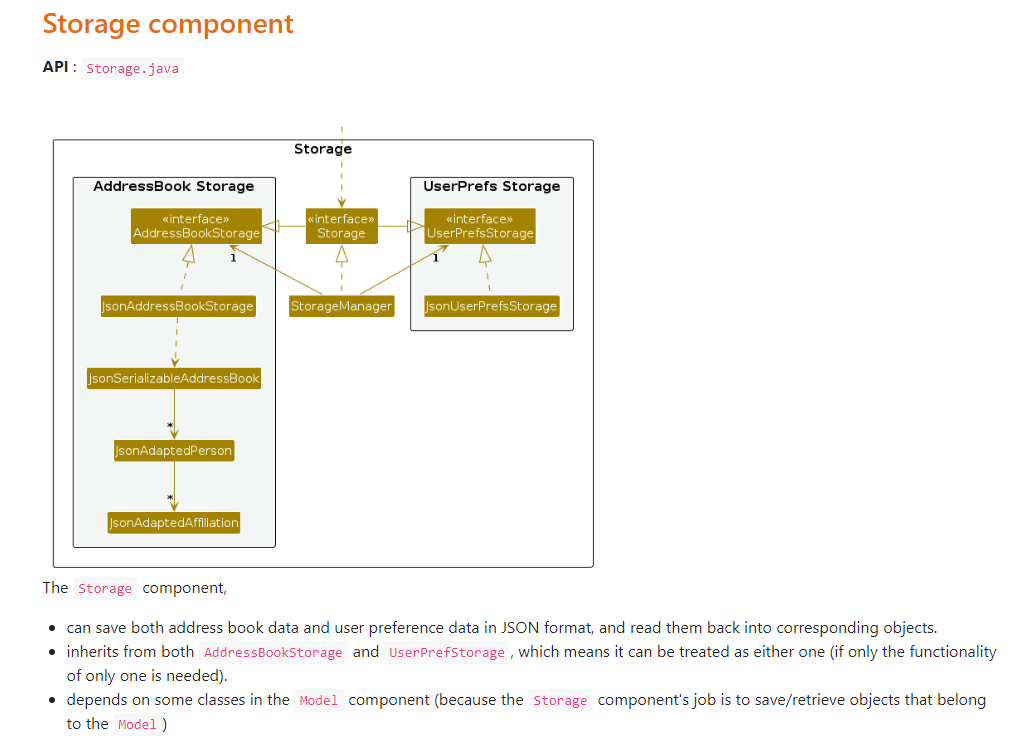 Storage component
API : Storage.java
Storage
AddressBook Storage
UserPrefs Storage
«interface»
AddressBookStorage
«interface»
Storage
«interface»
UserPrefsStorage
1
1
JsonAddressBookStorage
StorageManager
JsonUserPrefsStorage
JsonSerializableAddressBook
*
JsonAdaptedPerson
*
JsonAdaptedAffiliation
The Storage component,
• can save both address book data and user preference data in JSON format, and read them back into corresponding objects.
• inherits from both AddressBookStorage and UserPrefStorage , which means it can be treated as either one (if only the functionality
of only one is needed).
• depends on some classes in the Model component (because the Storage component's job is to save/retrieve objects that belong
to the Model )